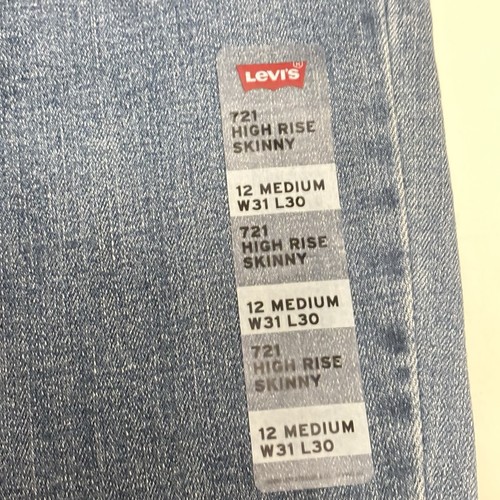 Levi's®
721
HIGH RISE
SKINNY
12 MEDIUM
W31 L30
721
HIGH RISE
SKINNY
12 MEDIUM
W31 L30
721
HIGH RISE
SKINNY
12 MEDIUM
W31 L30